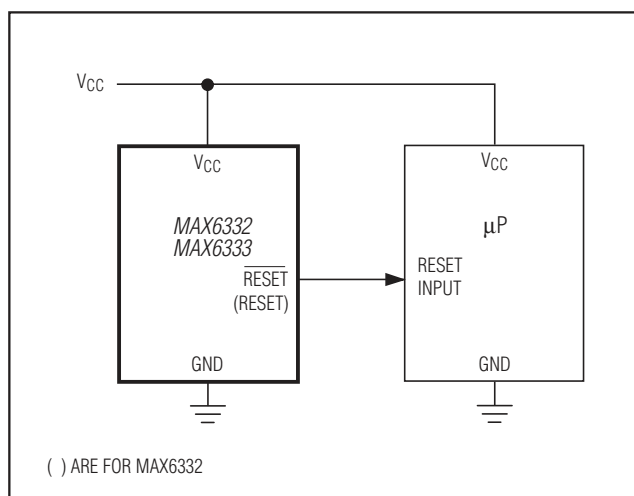 VCC
VCC
VCC
MAX6332
MAX6333
μP
RESET
(RESET)
RESET
INPUT
GND
GND
( ) ARE FOR MAX6332